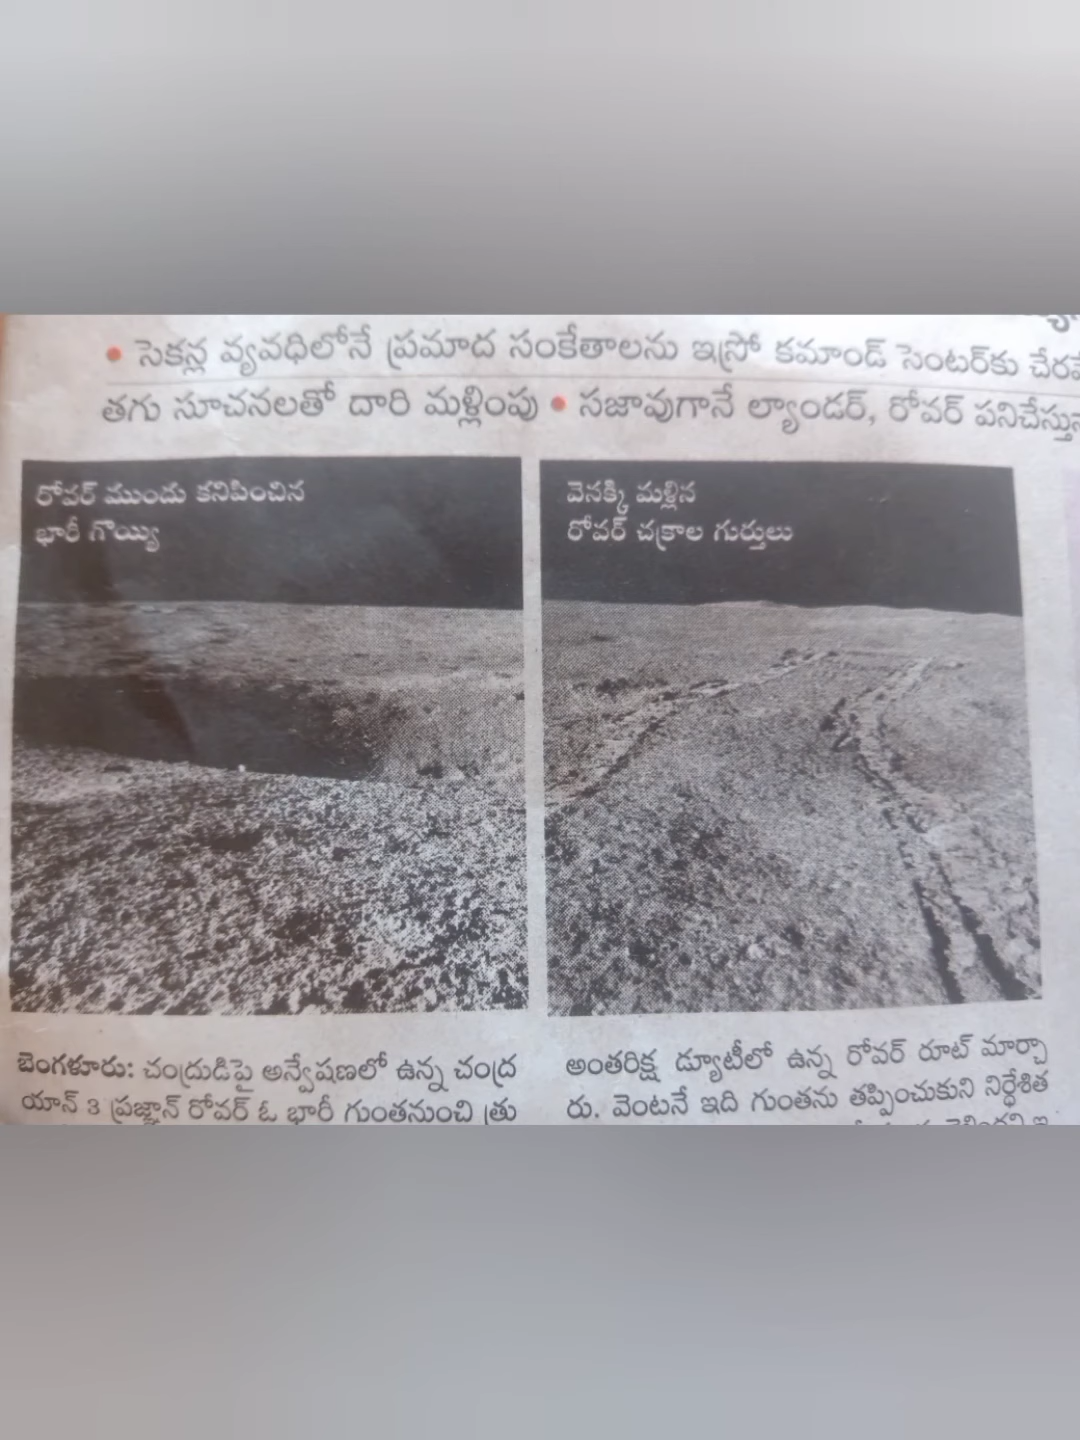 • సెకన్ల వ్యవధిలోనే ప్రమాద సంకేతాలను ఇస్రో కమాండ్ సెంటర్‌కు
తగు సూచనలతో దారి మళ్లింపు • సజావుగానే ల్యాండర్, రోవర్
రోవర్ ముందు కనిపించిన
భారీ గొయ్యి
వెనక్కి మళ్లిన
రోవర్ చక్రాల గుర్తులు
బెంగళూరు: చంద్రుడిపై అన్వేషణలో ఉన్న చంద్ర
యాన్ 3 ప్రజ్ఞాన్ రోవర్ ఓ భారీ గుంతనుంచి త్రు
అంతరిక్ష డ్యూటీలో ఉన్న రోవర్ రూట్ మార్చా
రు. వెంటనే ఇది గుంతను తప్పించుకుని నిర్ధేశిత